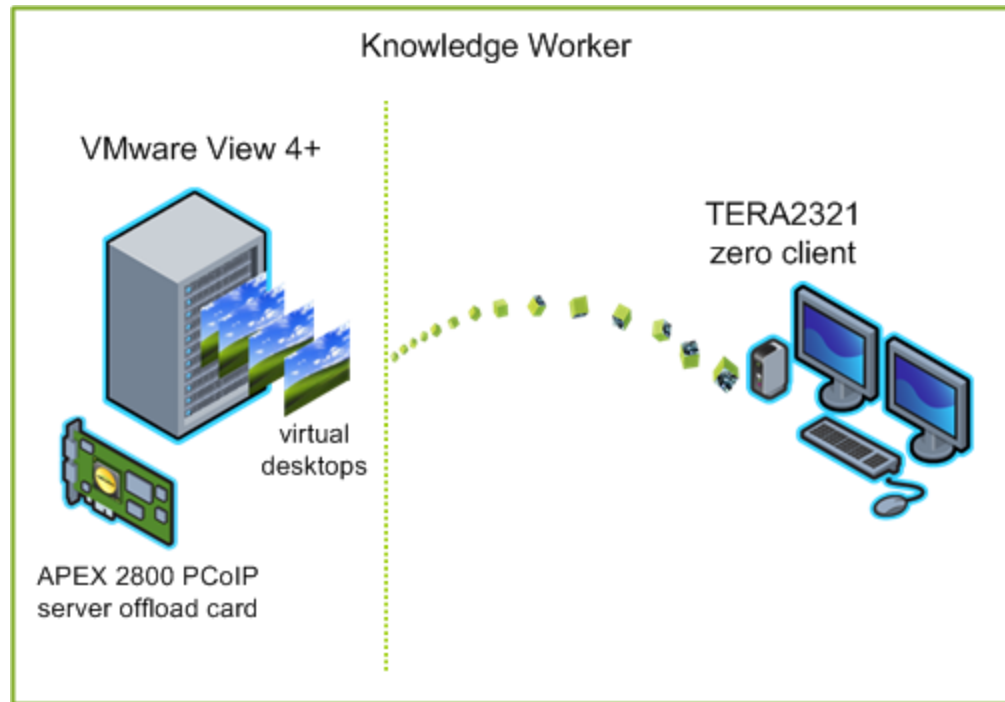 Knowledge Worker
VMware View 4+
TERA2321
zero client
virtual
desktops
APEX 2800 PCoIP
server offload card